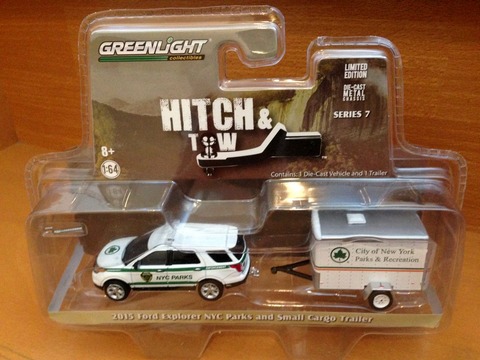 GREENLIGHT
collectibles
LIMITED
EDITION
DIE-CAST
METAL
CHASSIS
HITCH &
TOW
SERIES 7
TM
8+
1:64
Contains: 1 Die-Cast Vehicle and 1 Trailer
NYC PARKS
City of New York
Parks & Recreation
2015 Ford Explorer NYC Parks and Small Cargo Trailer